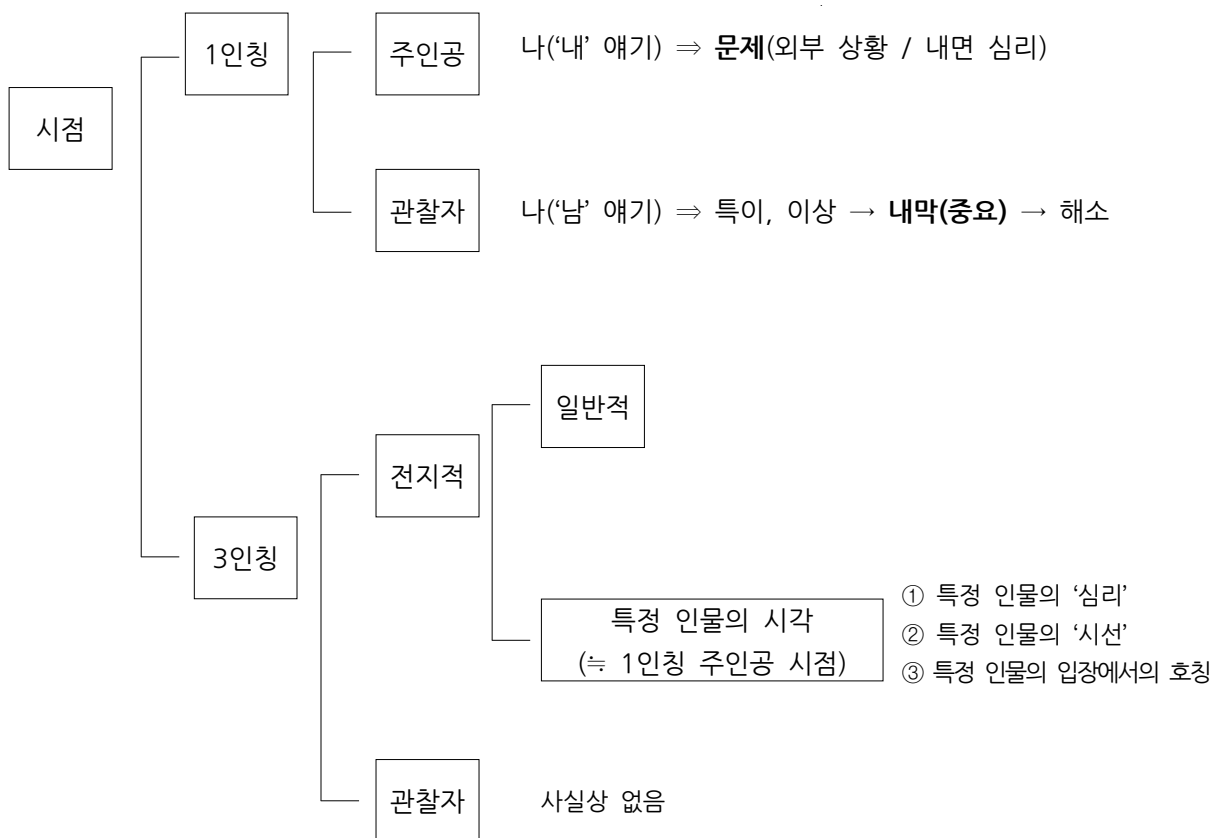 시점
1인칭
주인공
나(‘내’ 얘기) ⇒ 문제(외부 상황 / 내면 심리)
관찰자
나(‘남’ 얘기) ⇒ 특이, 이상 → 내막(중요) → 해소
3인칭
전지적
일반적
특정 인물의 시각
(≒ 1인칭 주인공 시점)
① 특정 인물의 ‘심리’
② 특정 인물의 ‘시선’
③ 특정 인물의 입장에서의 호칭
관찰자
사실상 없음